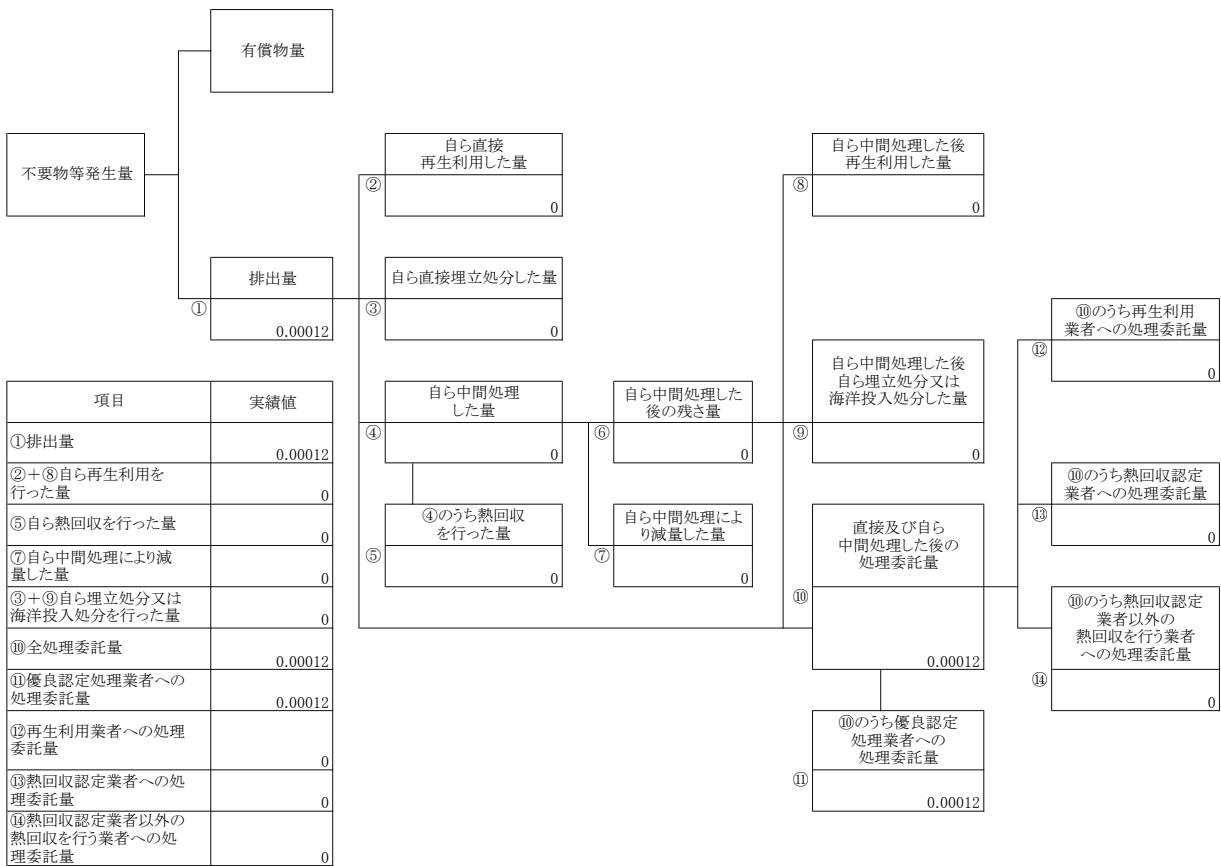 有償物量
不要物等発生量
自ら直接
再生利用した量
②
0
自ら中間処理した後
再生利用した量
⑧
0
排出量
①
0.00012
自ら直接埋立処分した量
③
0
⑩のうち再生利用
業者への処理委託量
⑫
0
自ら中間処理
した量
④
0
自ら中間処理した
後の残さ量
⑥
0
自ら中間処理した後
自ら埋立処分又は
海洋投入処分した量
⑨
0
⑩のうち熱回収認定
業者への処理委託量
⑬
0
④のうち熱回収
を行った量
⑤
0
自ら中間処理によ
り減量した量
⑦
0
直接及び自ら
中間処理した後の
処理委託量
⑩
0.00012
⑩のうち熱回収認定
業者以外の
熱回収を行う業者
への処理委託量
⑭
0
⑩のうち優良認定
処理業者への
処理委託量
⑪
0.00012
項目 実績値
①排出量 0.00012
②+⑧自ら再生利用を
行った量 0
⑤自ら熱回収を行った量 0
⑦自ら中間処理により減
量した量 0
③+⑨自ら埋立処分又は
海洋投入処分を行った量 0
⑩全処理委託量 0.00012
⑪優良認定処理業者への
処理委託量 0.00012
⑫再生利用業者への処理
委託量 0
⑬熱回収認定業者への処
理委託量 0
⑭熱回収認定業者以外の
熱回収を行う業者への処
理委託量 0